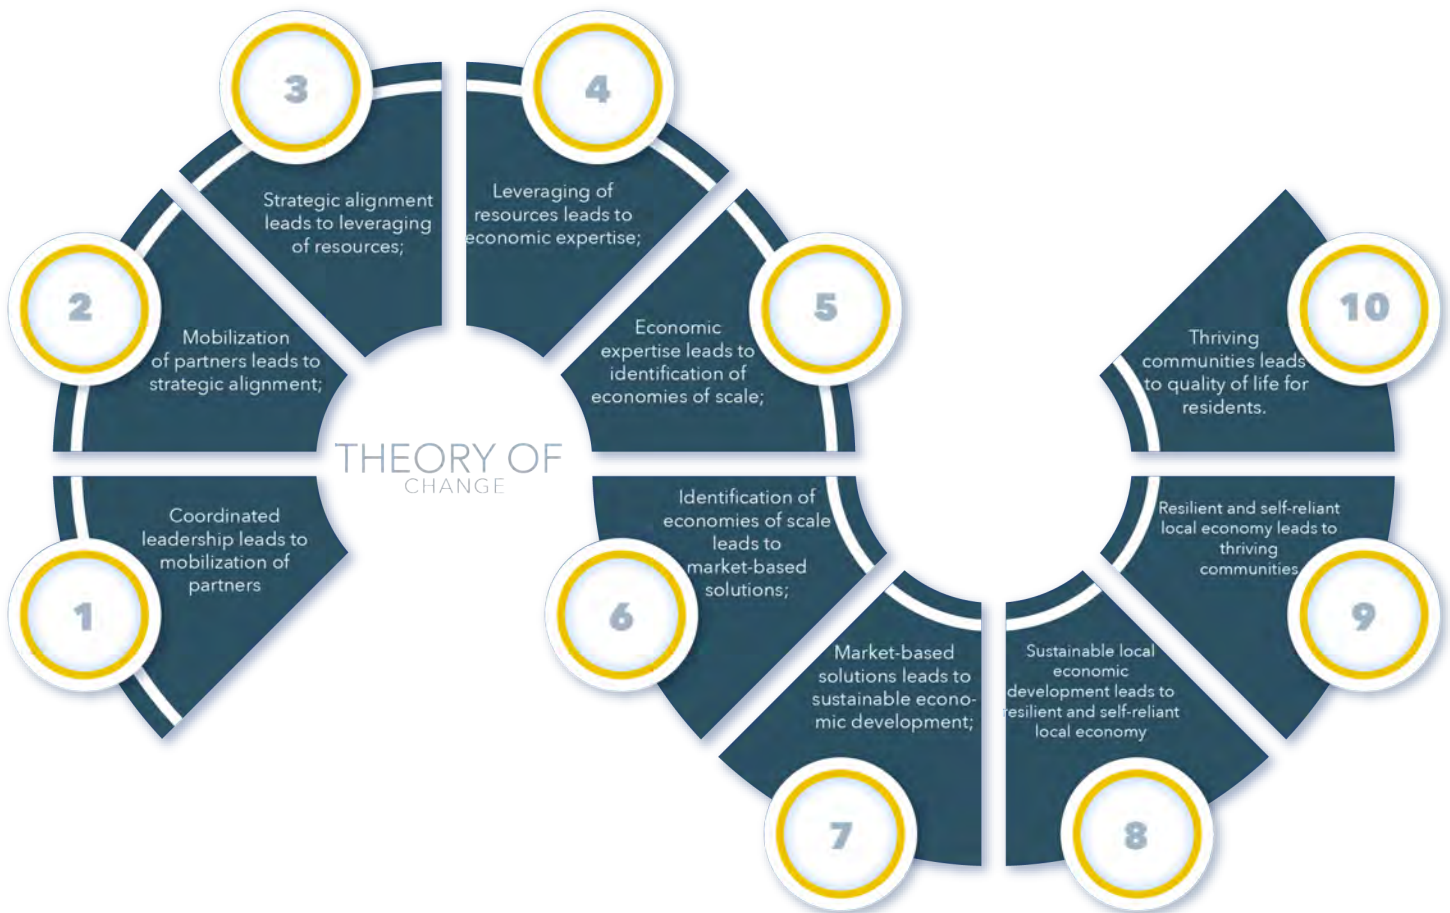 THEORY OF
CHANGE
1
Coordinated
leadership leads to
mobilization of
partners
2
Mobilization
of partners leads to
strategic alignment;
3
Strategic alignment
leads to leveraging
of resources;
4
Leveraging of
resources leads to
economic expertise;
5
Economic
expertise leads to
identification of
economies of scale;
6
Identification of
economies of scale
leads to
market-based
solutions;
7
Market-based
solutions leads to
sustainable econo-
mic development;
8
Sustainable local
economic
development leads to
resilient and self-reliant
local economy
9
Resilient and self-reliant
local economy leads to
thriving
communities
10
Thriving
communities leads
to quality of life for
residents.